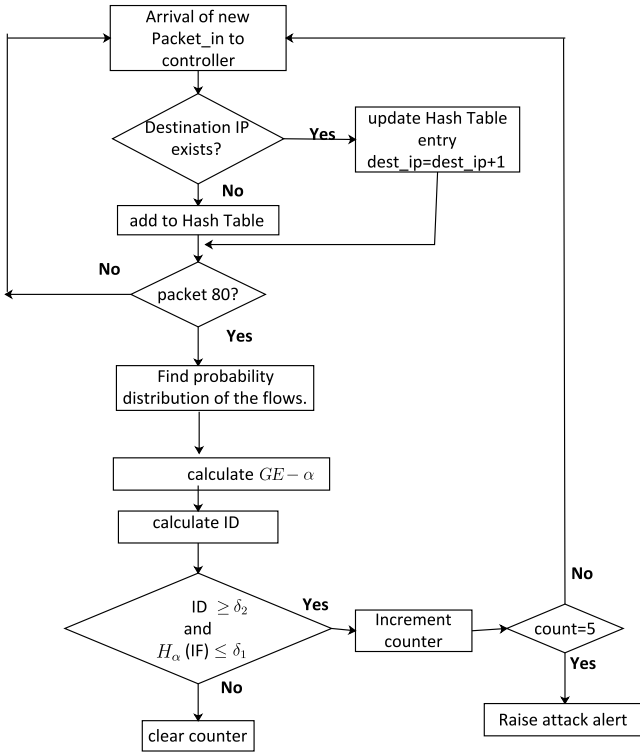 Arrival of new
Packet_in to
controller
Destination IP
exists?
Yes
update Hash Table
entry
dest_ip=dest_ip+1
No
add to Hash Table
No
packet 80?
Yes
Find probability
distribution of the flows.
calculate GE − α
calculate ID
ID ≥ δ₂
and
Hα (IF) ≤ δ₁
Yes
Increment
counter
No
count=5
Yes
Raise attack alert
No
clear counter